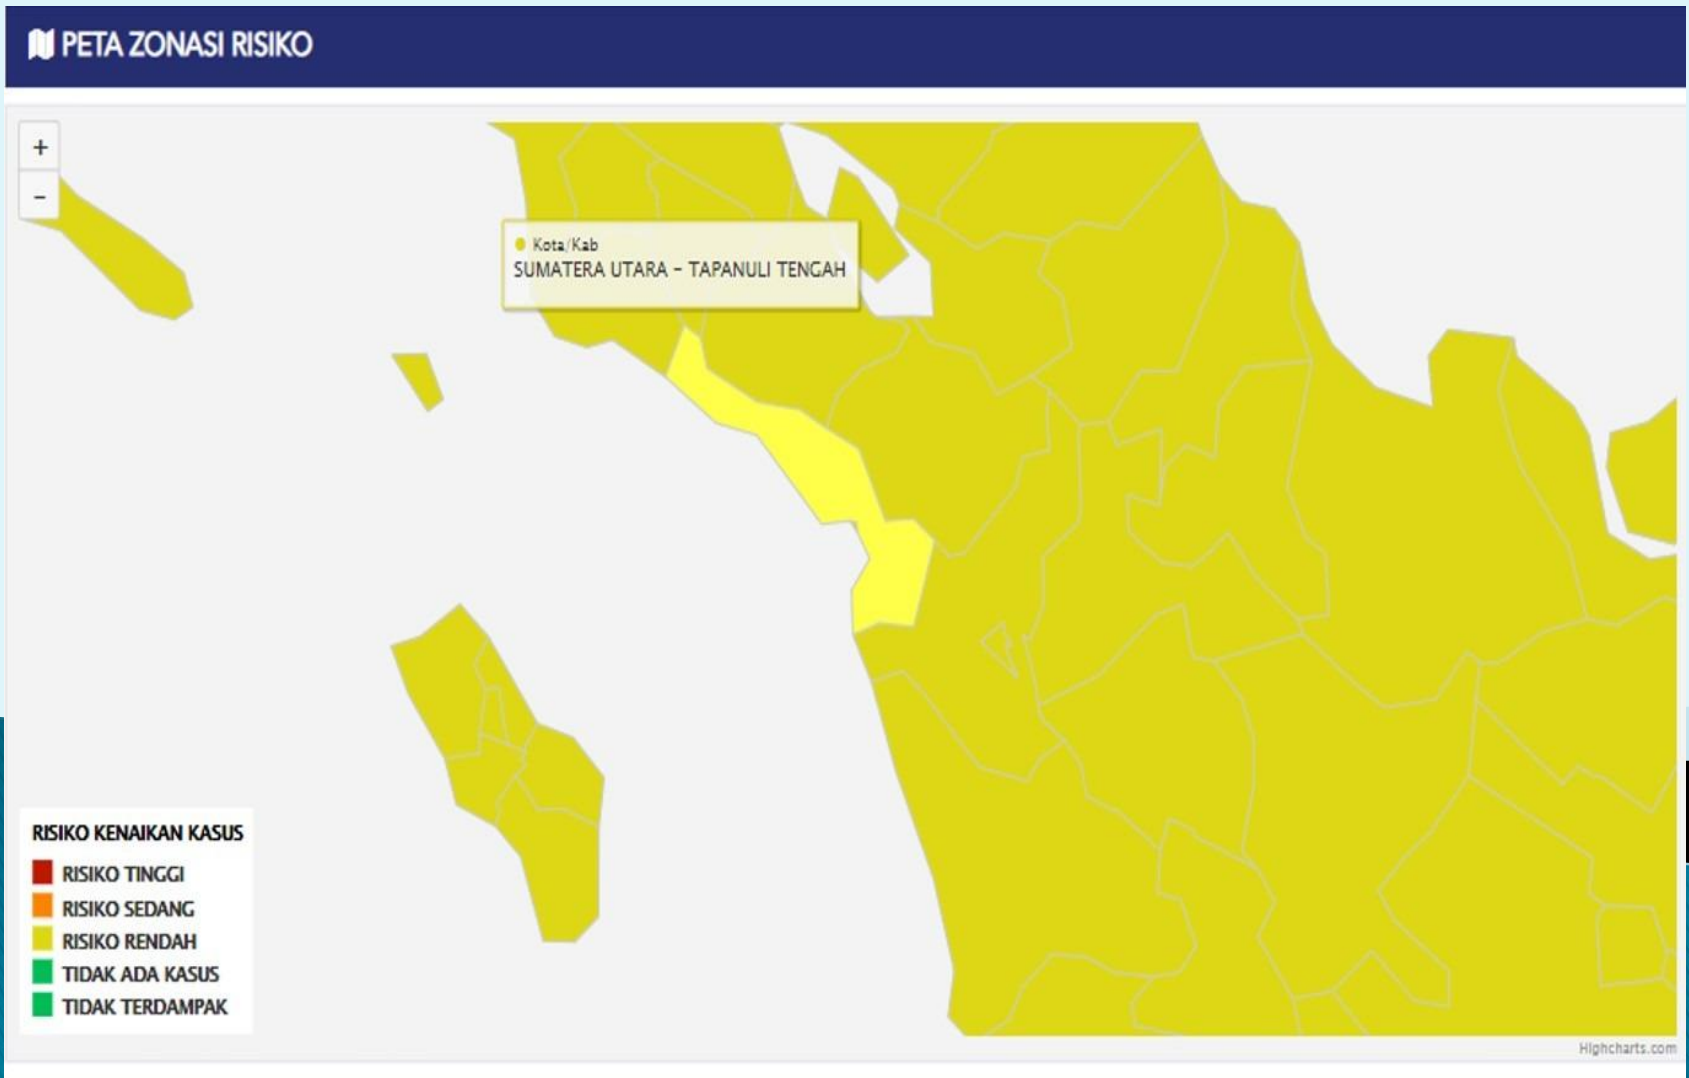 PETA ZONASI RISIKO
+
-
Kota/Kab
SUMATERA UTARA - TAPANULI TENGAH
RISIKO KENAIKAN KASUS
RISIKO TINGGI
RISIKO SEDANG
RISIKO RENDAH
TIDAK ADA KASUS
TIDAK TERDAMPAK
Highcharts.com